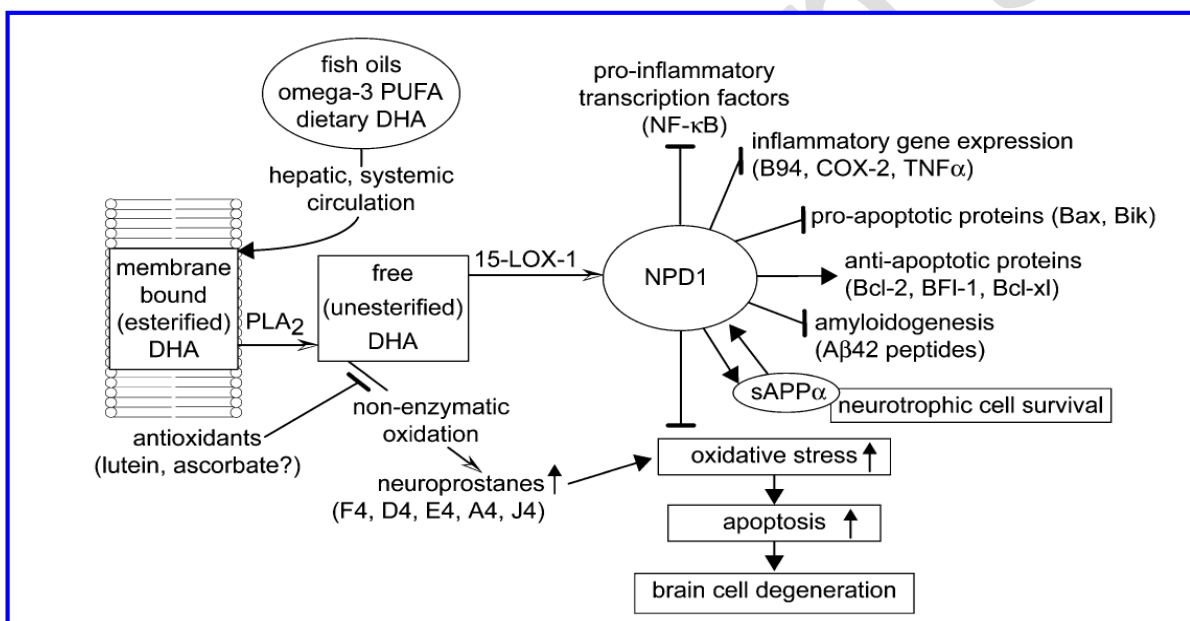 fish oils
omega-3 PUFA
dietary DHA
hepatic, systemic
circulation
membrane
bound
(esterified)
DHA
PLA2
free
(unesterified)
DHA
15-LOX-1
antioxidants
(lutein, ascorbate?)
non-enzymatic
oxidation
neuroprostanes
(F4, D4, E4, A4, J4)
NPD1
pro-inflammatory
transcription factors
(NF-κB)
inflammatory gene expression
(B94, COX-2, TNFα)
pro-apoptotic proteins (Bax, Bik)
anti-apoptotic proteins
(Bcl-2, BFl-1, Bcl-xl)
amyloidogenesis
(Aβ42 peptides)
sAPPα
neurotrophic cell survival
oxidative stress
apoptosis
brain cell degeneration